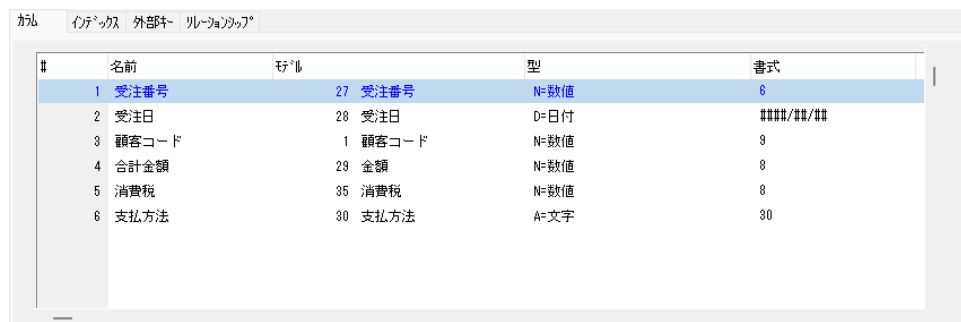 ｶﾗﾑ ｲﾝﾃﾞｯｸｽ 外部ｷｰ ﾘﾚｰｼｮﾝｼｯﾌﾟ
# 名前 ﾓﾃﾞﾙ 型 書式
1 受注番号 27 受注番号 N=数値 6
2 受注日 28 受注日 D=日付 ####/##/##
3 顧客コード 1 顧客コード N=数値 9
4 合計金額 29 金額 N=数値 8
5 消費税 35 消費税 N=数値 8
6 支払方法 30 支払方法 A=文字 30